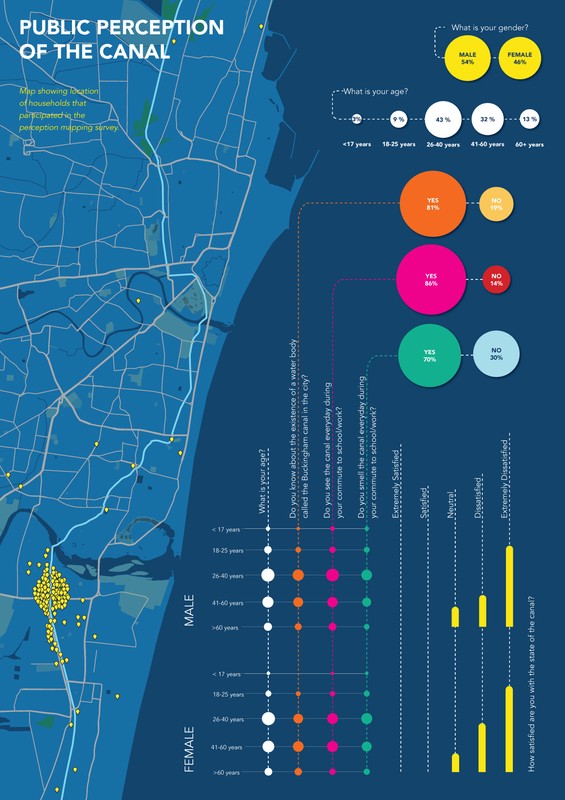 PUBLIC PERCEPTION
OF THE CANAL
Map showing location
of households that
participated in the
perception mapping survey.
What is your gender?
MALE
54%
FEMALE
46%
What is your age?
3%
9 %
43 %
32 %
13 %
<17 years
18-25 years
26-40 years
41-60 years
60+ years
YES
81%
NO
19%
YES
86%
NO
14%
YES
70%
NO
30%
What is your age?
Do you know about the existence of a water body
called the Buckingham canal in the city?
Do you see the canal everyday during
your commute to school/work?
Do you smell the canal everyday during
your commute to school/work?
Extremely Satisfied
Satisfied
Neutral
Dissatisfied
Extremely Dissatisfied
MALE
< 17 years
18-25 years
26-40 years
41-60 years
>60 years
FEMALE
< 17 years
18-25 years
26-40 years
41-60 years
>60 years
How satisfied are you with the state of the canal?